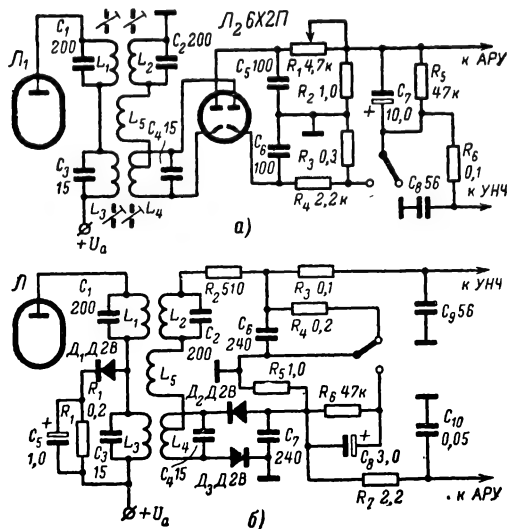 Л₂ 6Х2П
C₁ 200
C₂ 200
Л₁
L₁
L₂
L₅
C₃ 15
C₄ 15
L₃
L₄
+Uа
C₅ 100
R₁ 4,7к
R₂ 1,0
C₆ 100
R₃ 0,3
R₄ 2,2к
C₇ 10,0
+
R₅ 47к
R₆ 0,1
C₈ 56
к АРУ
к УНЧ
а)
Л
C₁ 200
L₁
L₂
C₂ 200
R₂ 510
R₃ 0,1
к УНЧ
R₄ 0,2
C₆ 240
C₉ 56
Д₁ Д2В
L₅
R₁ 0,2
C₅ 1,0
+
C₃ 15
L₃
L₄
Д₂ Д2В
R₅ 1,0
R₆ 47к
C₇ 240
C₈ 3,0
+
C₁₀ 0,05
C₄ 15
Д₃ Д2В
R₇ 2,2
к АРУ
+Uа
б)